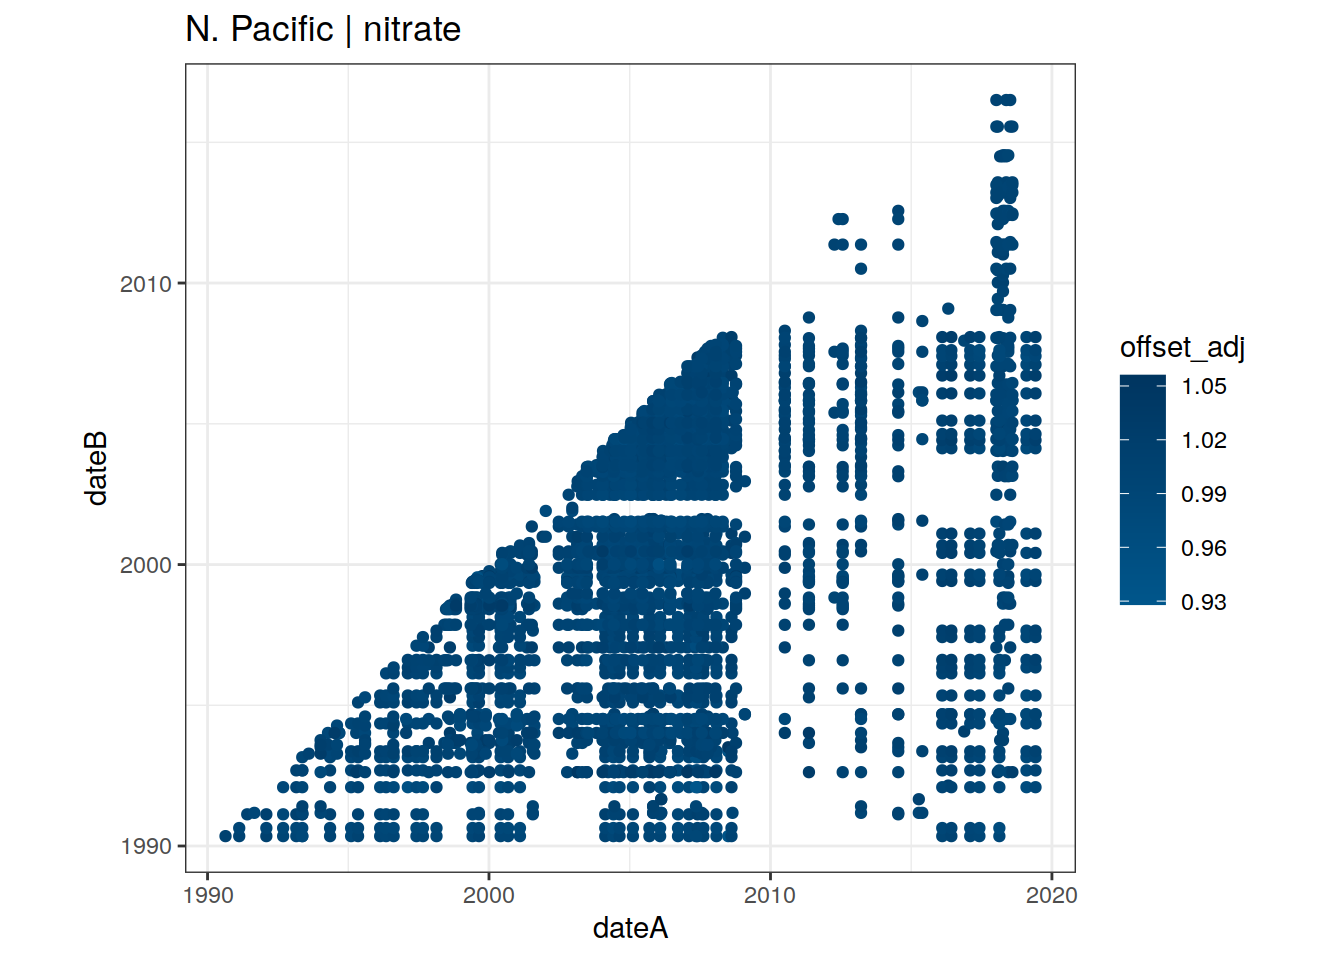 N. Pacific | nitrate
dateB
2010
2000
1990
1990 2000 2010 2020
dateA
offset_adj
1.05
1.02
0.99
0.96
0.93